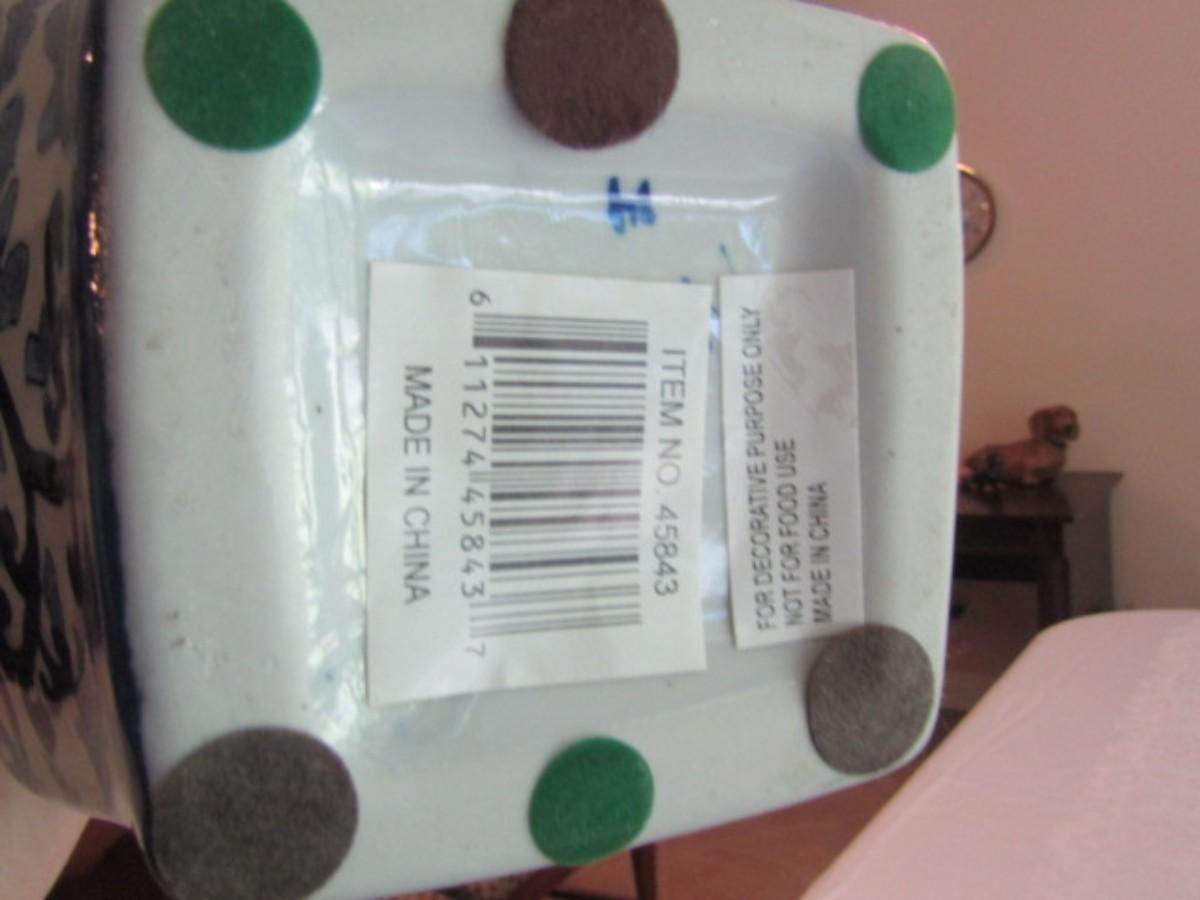 ITEM NO. 45843
6 11274 45843 7
MADE IN CHINA
FOR DECORATIVE PURPOSE ONLY
NOT FOR FOOD USE
MADE IN CHINA